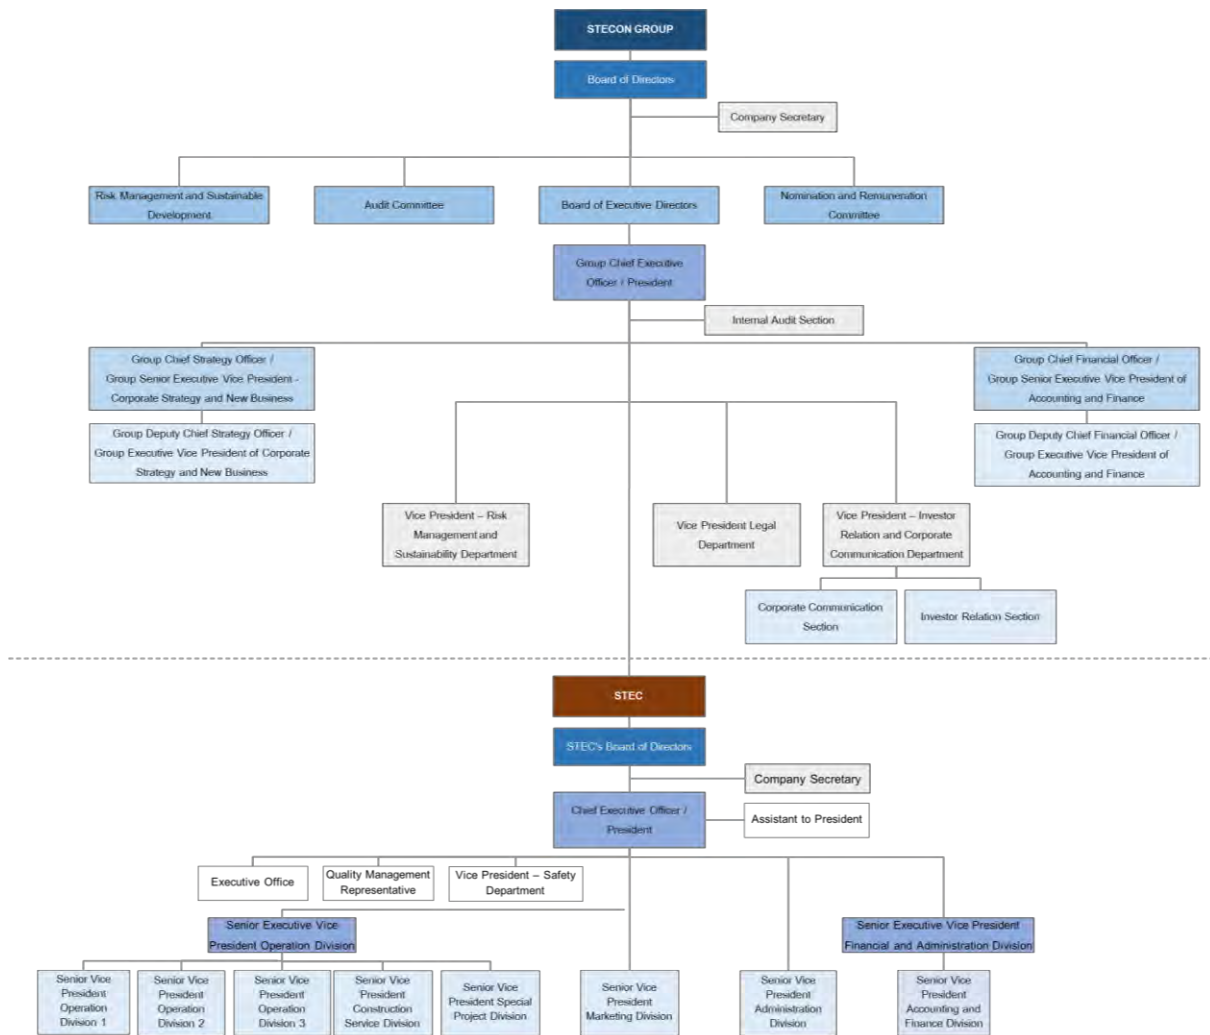 STECON GROUP
Board of Directors
Company Secretary
Risk Management and Sustainable
Development
Audit Committee
Board of Executive Directors
Nomination and Remuneration
Committee
Group Chief Executive
Officer / President
Internal Audit Section
Group Chief Strategy Officer /
Group Senior Executive Vice President -
Corporate Strategy and New Business
Group Chief Financial Officer /
Group Senior Executive Vice President of
Accounting and Finance
Group Deputy Chief Strategy Officer /
Group Executive Vice President of Corporate
Strategy and New Business
Group Deputy Chief Financial Officer /
Group Executive Vice President of
Accounting and Finance
Vice President – Risk
Management and
Sustainability Department
Vice President Legal
Department
Vice President – Investor
Relation and Corporate
Communication Department
Corporate Communication
Section
Investor Relation Section
STEC
STEC's Board of Directors
Company Secretary
Chief Executive Officer /
President
Assistant to President
Executive Office
Quality Management
Representative
Vice President – Safety
Department
Senior Executive Vice
President Operation Division
Senior Executive Vice President
Financial and Administration Division
Senior Vice
President
Operation
Division 1
Senior Vice
President
Operation
Division 2
Senior Vice
President
Operation
Division 3
Senior Vice
President
Construction
Service Division
Senior Vice
President Special
Project Division
Senior Vice
President
Marketing Division
Senior Vice
President
Administration
Division
Senior Vice
President
Accounting and
Finance Division